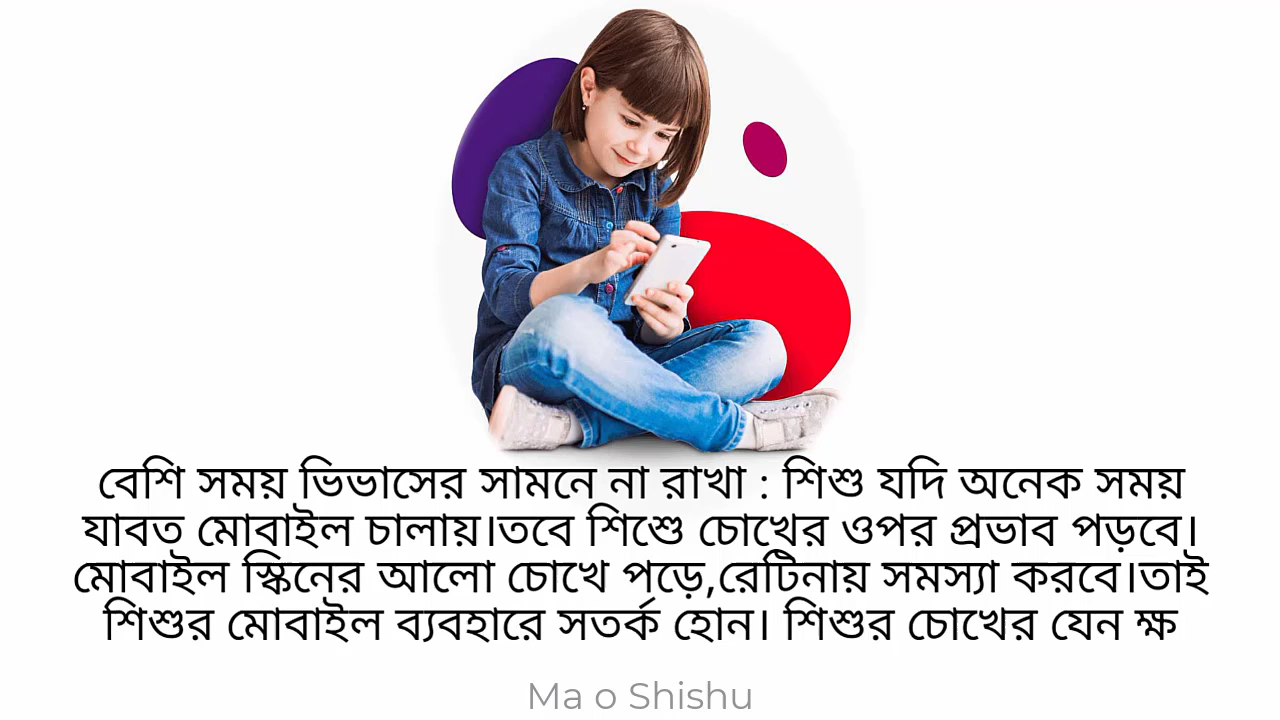 বেশি সময় ভিভাসের সামনে না রাখা : শিশু যদি অনেক সময়
যাবত মোবাইল চালায়।তবে শিশুে চোখের ওপর প্রভাব পড়বে।
মোবাইল স্কিনের আলো চোখে পড়ে,রেটিনায় সমস্যা করবে।তাই
শিশুর মোবাইল ব্যবহারে সতর্ক হোন। শিশুর চোখের যেন ক্ষ
Ma o Shishu